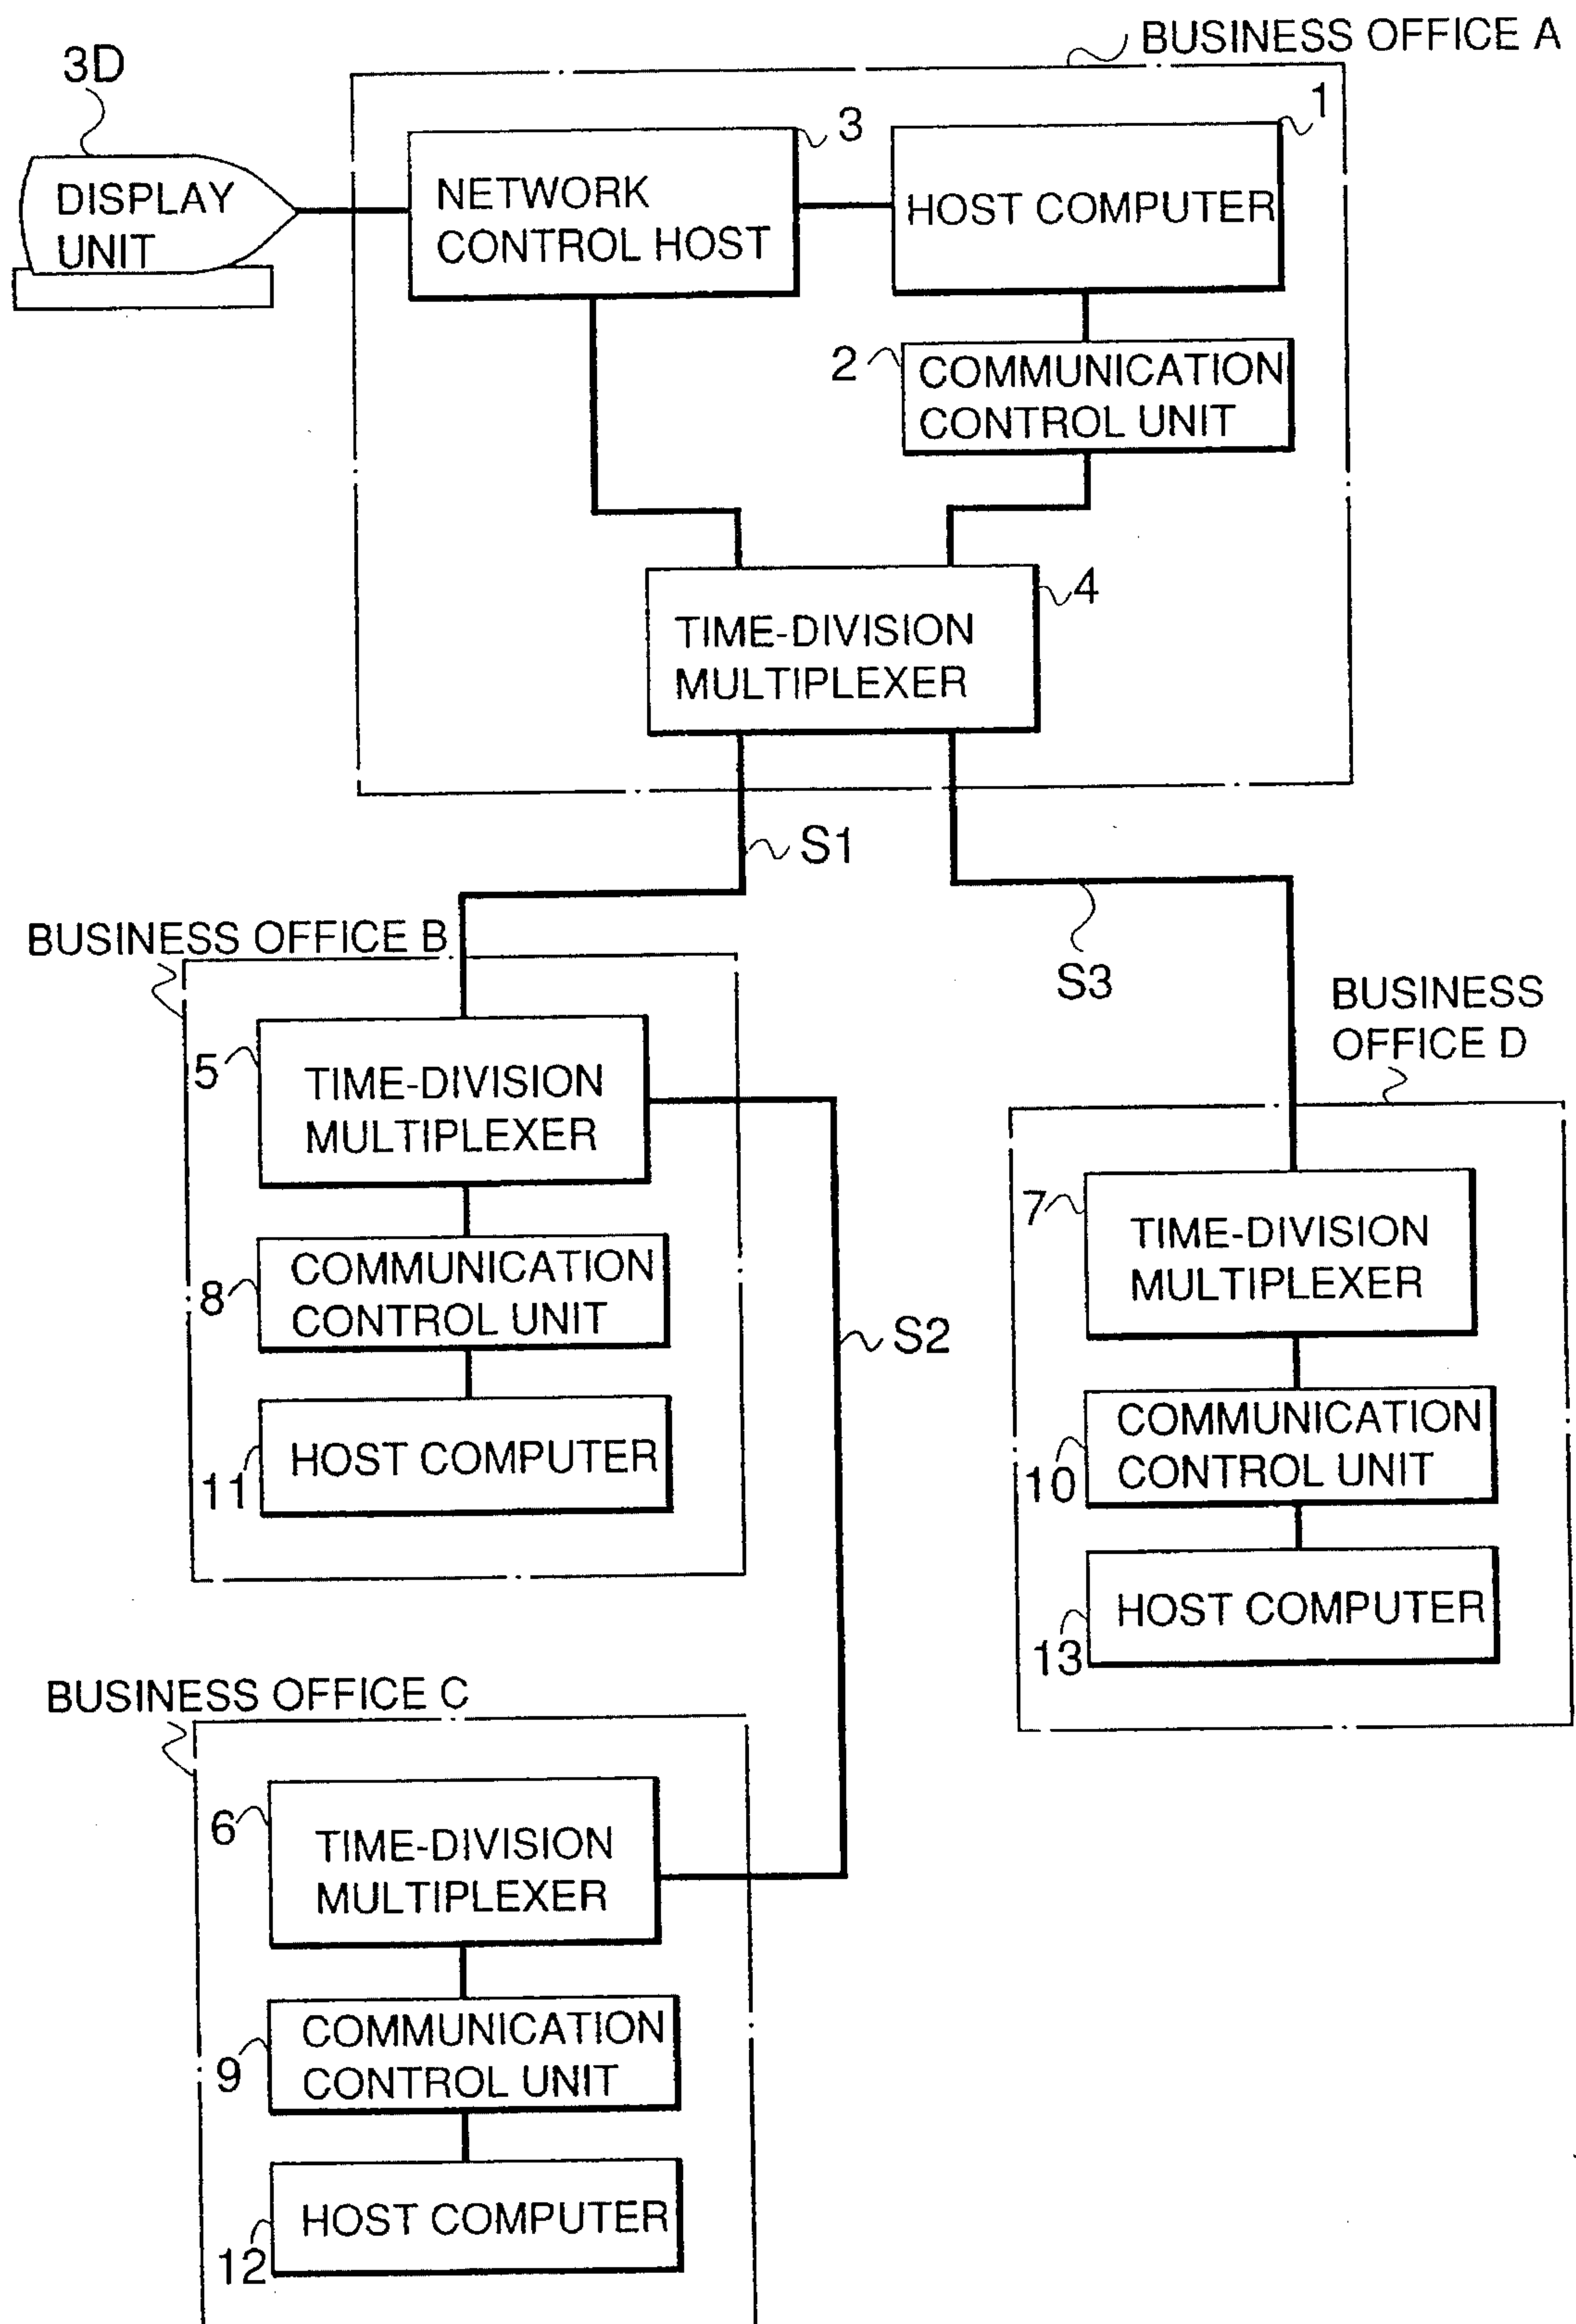 BUSINESS OFFICE A
3D
3
1
DISPLAY
UNIT
NETWORK
CONTROL HOST
HOST COMPUTER
2
COMMUNICATION
CONTROL UNIT
4
TIME-DIVISION
MULTIPLEXER
S1
S3
BUSINESS OFFICE B
5
TIME-DIVISION
MULTIPLEXER
8
COMMUNICATION
CONTROL UNIT
11
HOST COMPUTER
S2
BUSINESS
OFFICE D
7
TIME-DIVISION
MULTIPLEXER
10
COMMUNICATION
CONTROL UNIT
13
HOST COMPUTER
BUSINESS OFFICE C
6
TIME-DIVISION
MULTIPLEXER
9
COMMUNICATION
CONTROL UNIT
12
HOST COMPUTER